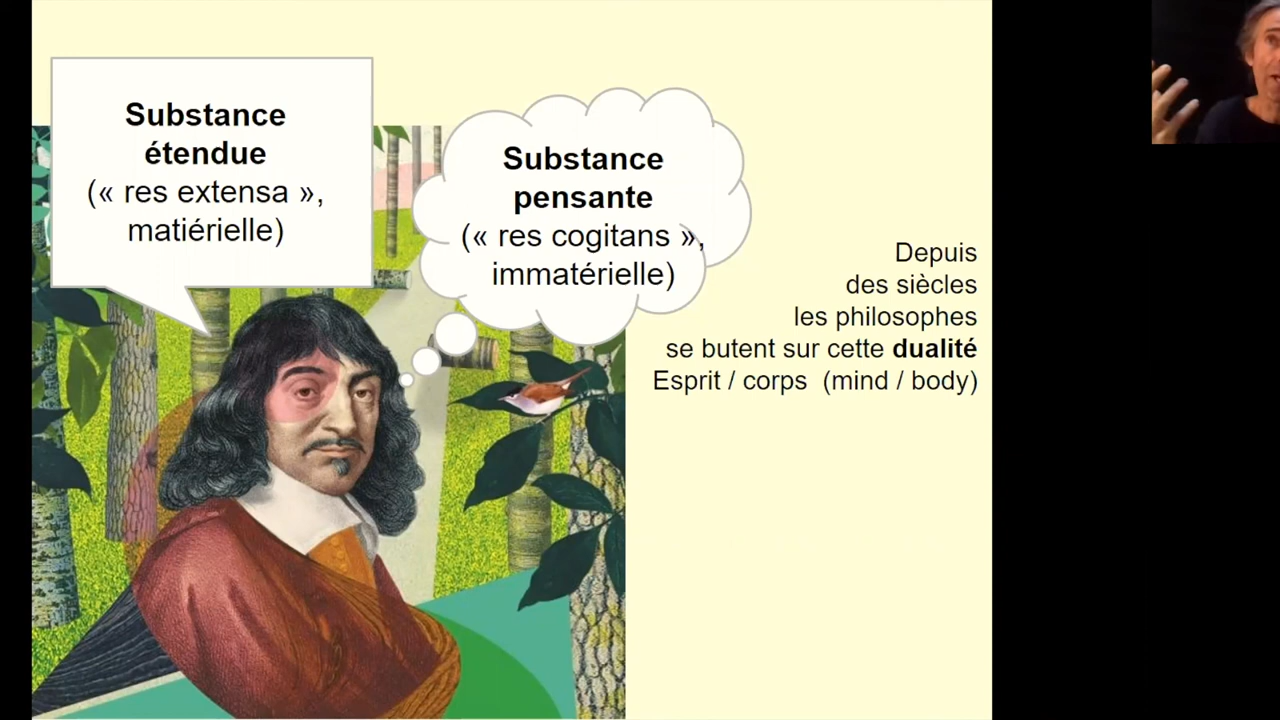 Substance
étendue
(« res extensa »,
matiérielle)
Substance
pensante
(« res cogitans »,
immatérielle)
Depuis
des siècles
les philosophes
se butent sur cette dualité
Esprit / corps (mind / body)